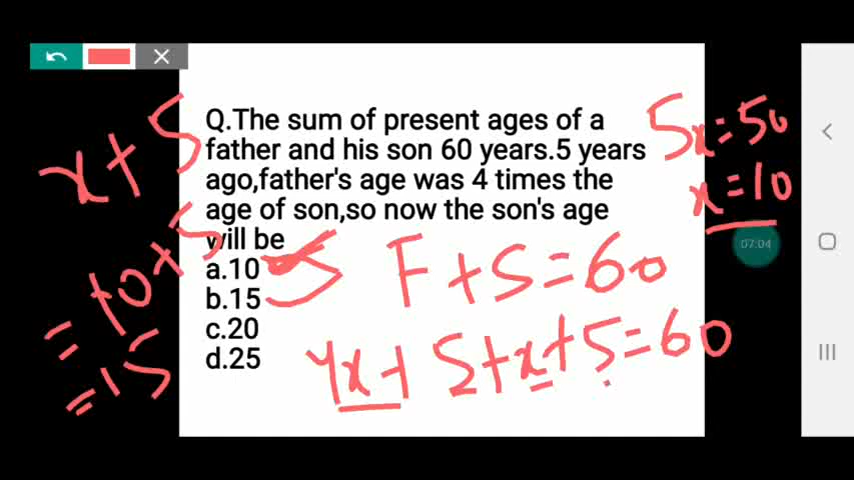 Q.The sum of present ages of a
father and his son 60 years.5 years
ago,father's age was 4 times the
age of son,so now the son's age
will be
a.10
b.15
c.20
d.25
F+S=60
4x+5+x+5=60
5x=50
x=10
x+5
=10+5
=15
07:04